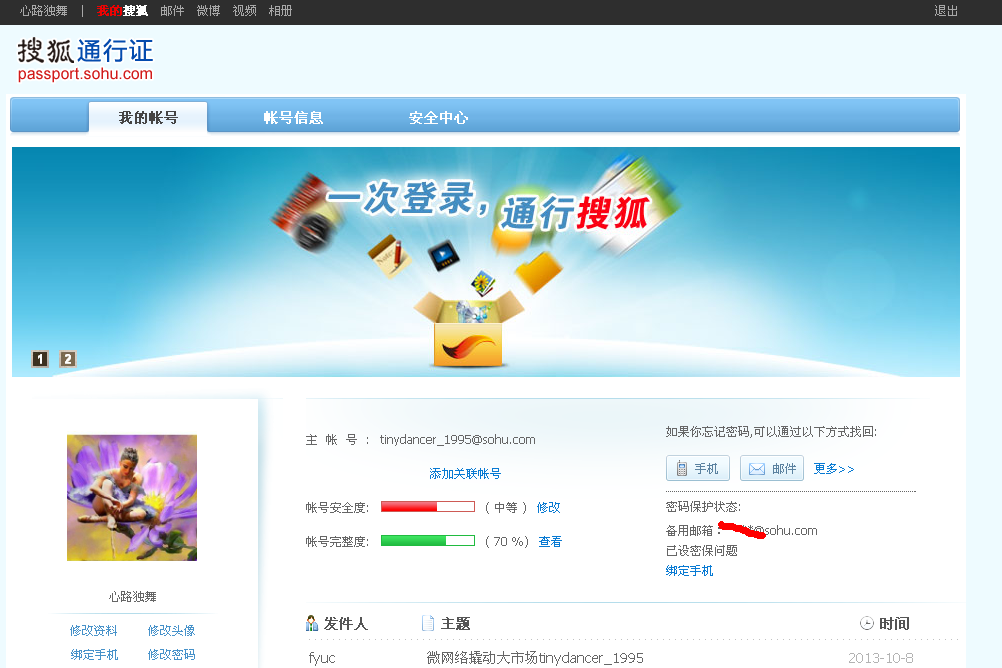 心路独舞 | 我的搜狐 邮件 微博 视频 相册 退出
搜狐通行证
passport.sohu.com
我的帐号 帐号信息 安全中心
一次登录，通行搜狐
1 2
主 帐 号 ： tinydancer_1995@sohu.com
添加关联帐号
帐号安全度: （ 中等 ） 修改
帐号完整度: （ 70 %） 查看
如果你忘记密码,可以通过以下方式找回:
手机 邮件 更多>>
密码保护状态:
备用邮箱： @sohu.com
已设密保问题
绑定手机
心路独舞
修改资料 修改头像
绑定手机 修改密码
发件人 主题 时间
fyuc 微网络撬动大市场tinydancer_1995 2013-10-8